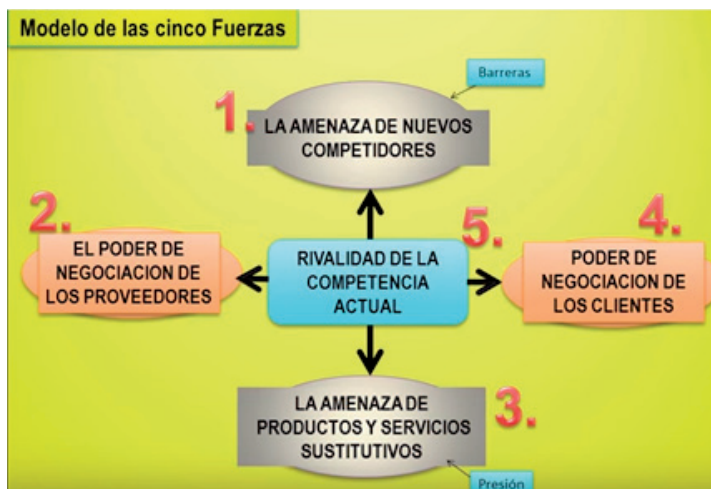 Modelo de las cinco Fuerzas
Barreras
1.
LA AMENAZA DE NUEVOS
COMPETIDORES
2.
EL PODER DE
NEGOCIACION DE
LOS PROVEEDORES
RIVALIDAD DE LA
COMPETENCIA
ACTUAL
5.
4.
PODER DE
NEGOCIACION DE
LOS CLIENTES
LA AMENAZA DE
PRODUCTOS Y SERVICIOS
SUSTITUTIVOS
3.
Presión